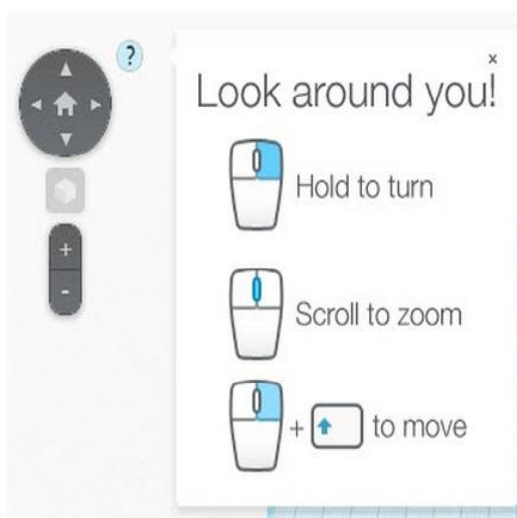 ?
x
Look around you!
Hold to turn
Scroll to zoom
+ to move
+
-